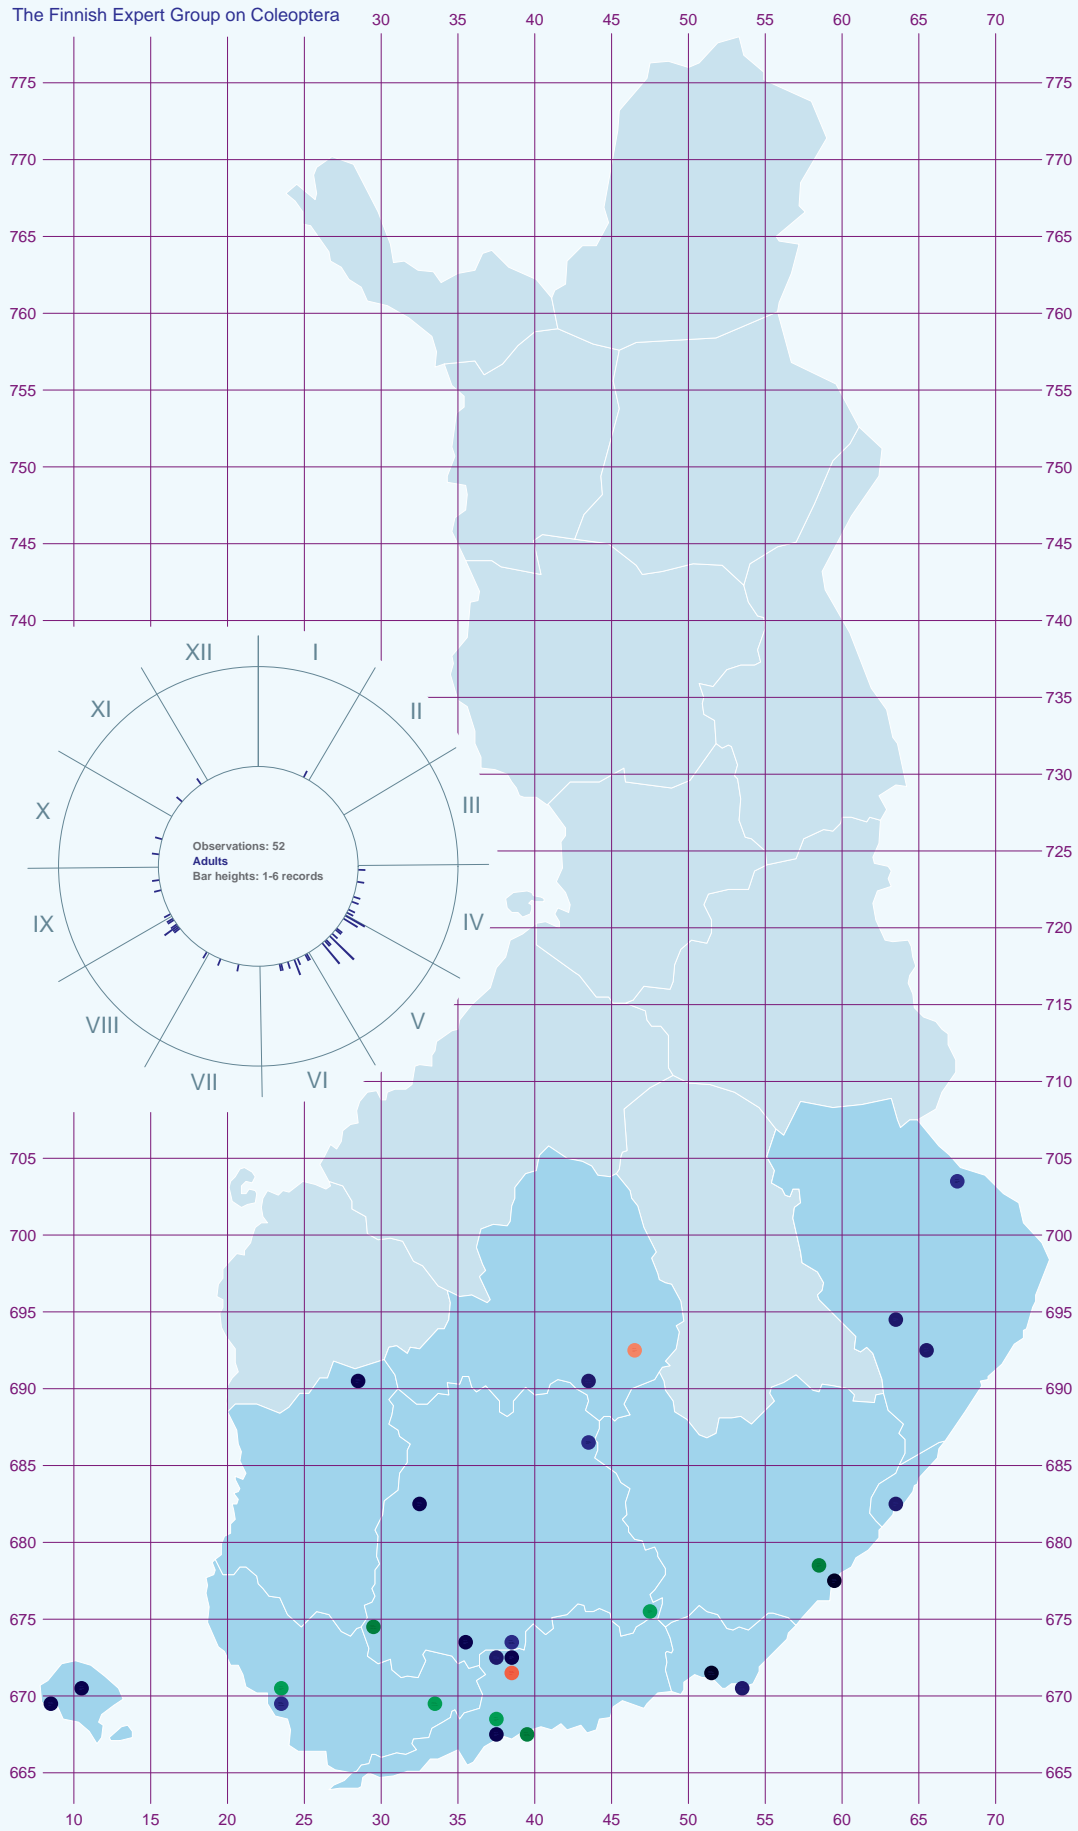 The Finnish Expert Group on Coleoptera 30 35 40 45 50 55 60 65 70
775 775
770 770
765 765
760 760
755 755
750 750
745 745
740 740
XII I
735
XI II
730
X III
725
Observations: 52
Adults
Bar heights: 1-6 records
IX IV
720
715
VIII V
VII VI
710
705 705
700 700
695 695
690 690
685 685
680 680
675 675
670 670
665 665
10 15 20 25 30 35 40 45 50 55 60 65 70